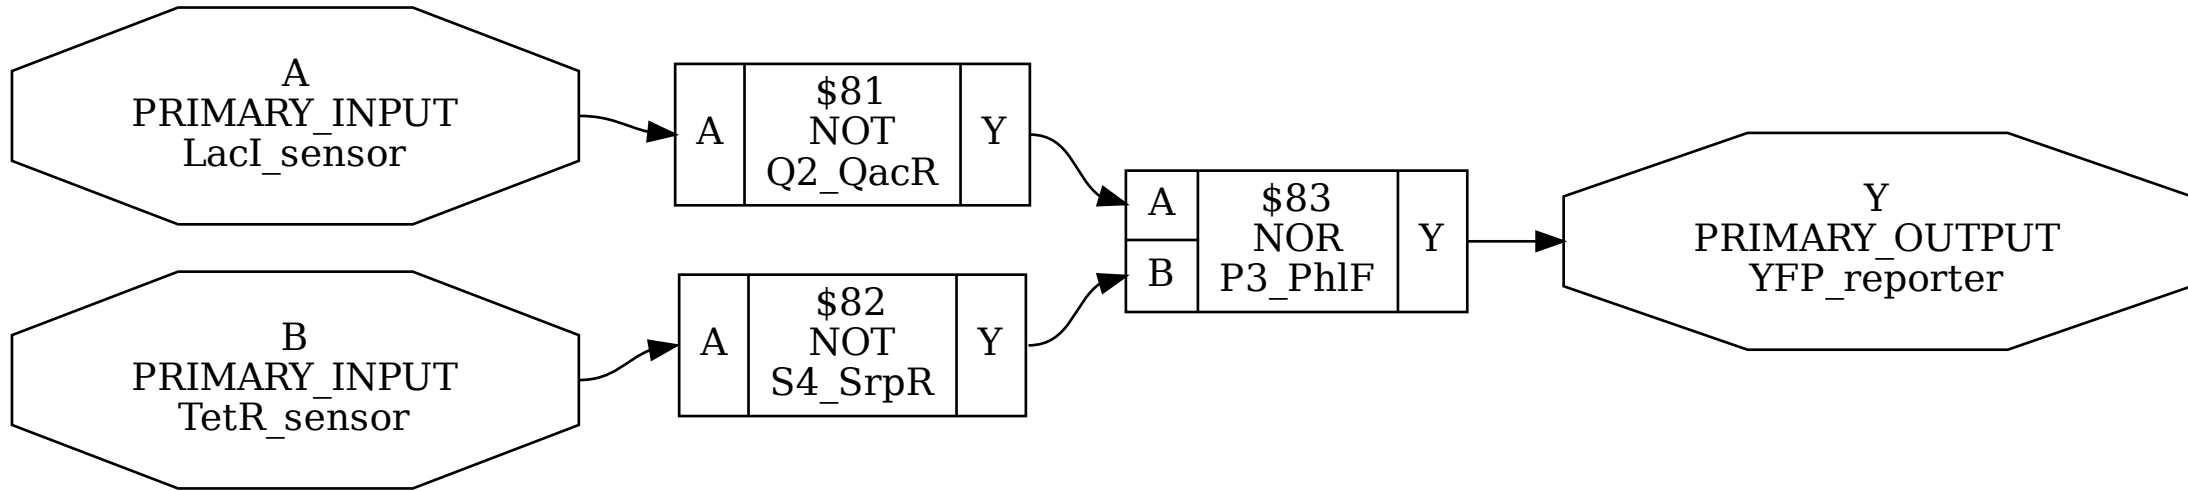 A
PRIMARY_INPUT
LacI_sensor
A
$81
NOT
Q2_QacR
Y
B
PRIMARY_INPUT
TetR_sensor
A
$82
NOT
S4_SrpR
Y
A
B
$83
NOR
P3_PhlF
Y
Y
PRIMARY_OUTPUT
YFP_reporter